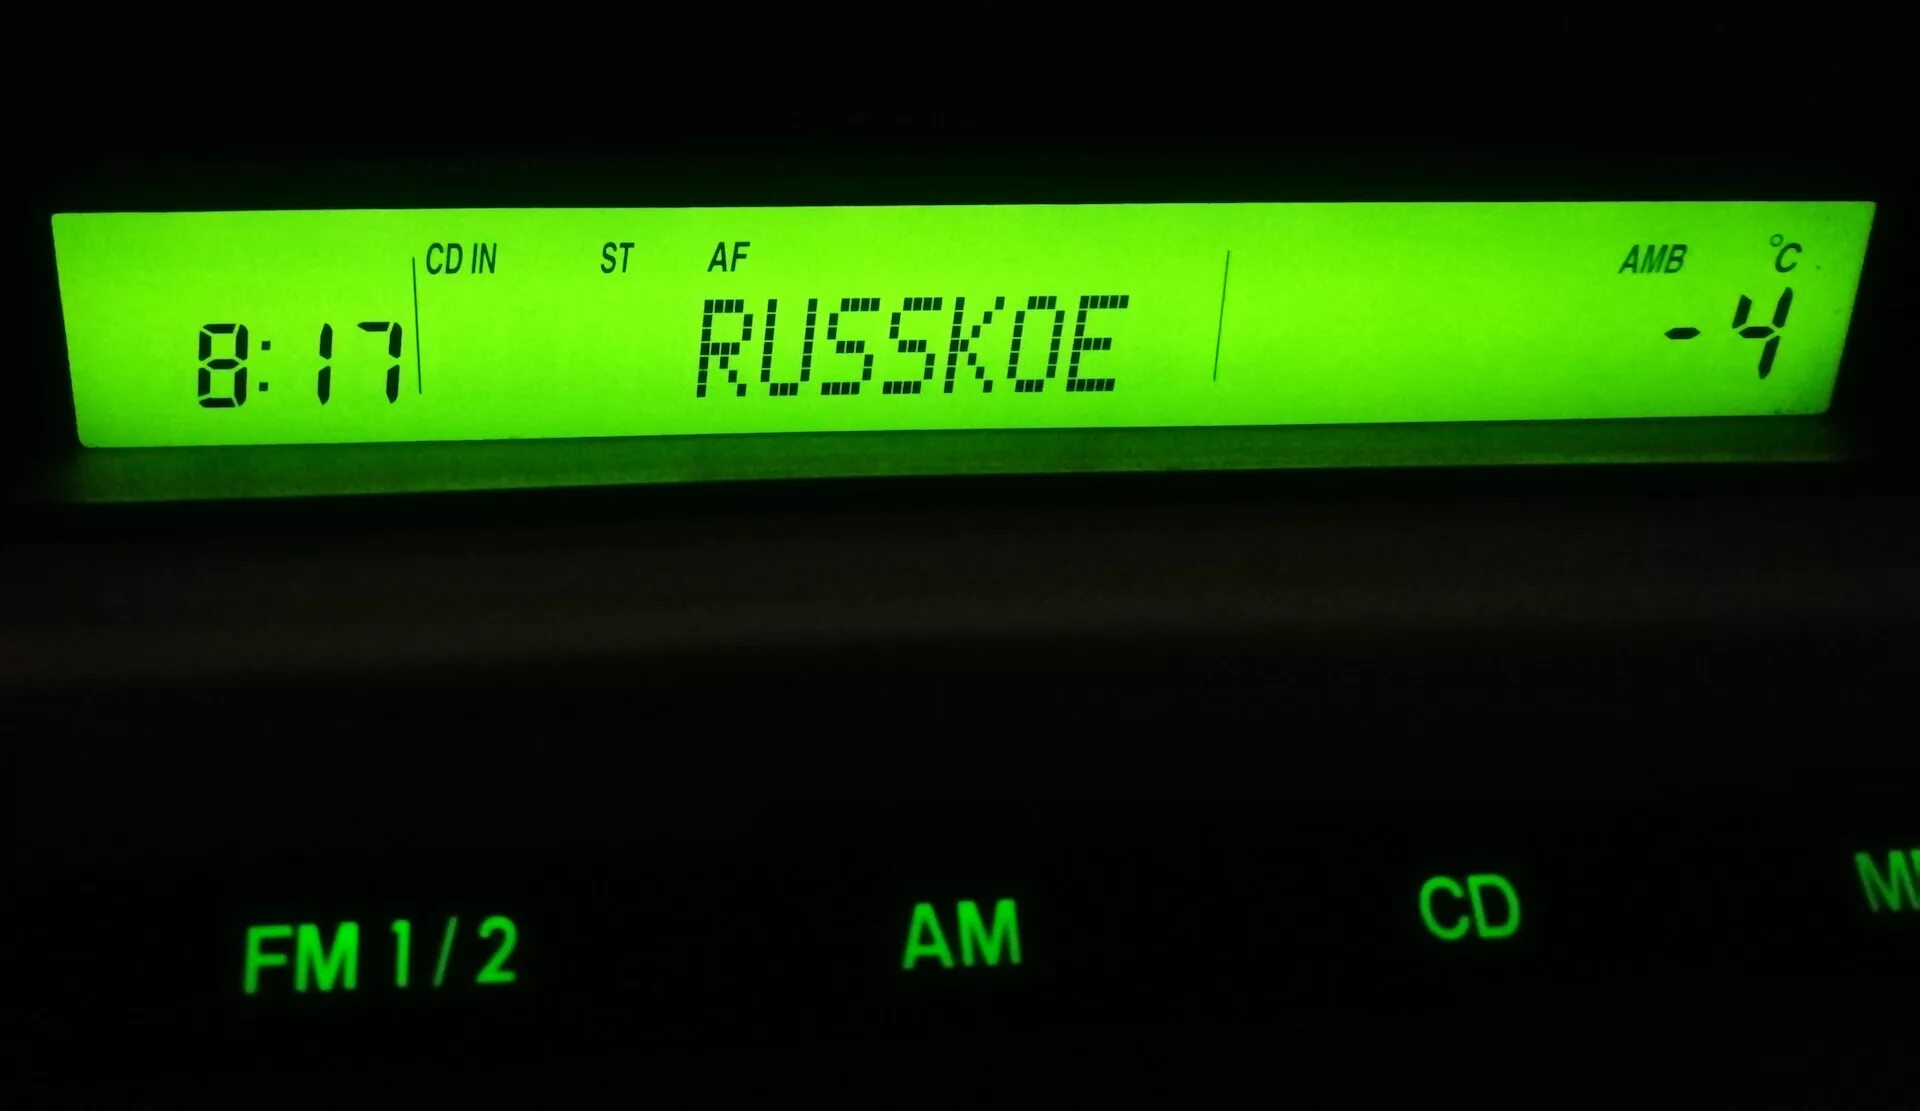 CD IN ST AF AMB °C
8:17 RUSSKOE -4
FM 1/2 AM CD